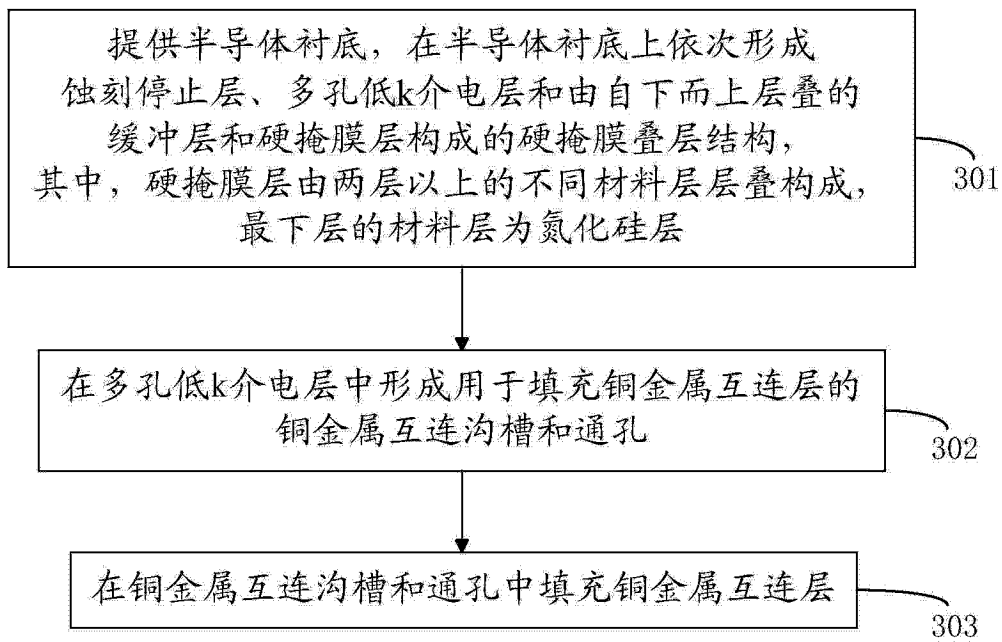 提供半导体衬底，在半导体衬底上依次形成
蚀刻停止层、多孔低k介电层和由自下而上层叠的
缓冲层和硬掩膜层构成的硬掩膜叠层结构，
其中，硬掩膜层由两层以上的不同材料层层叠构成，
最下层的材料层为氮化硅层
301
在多孔低k介电层中形成用于填充铜金属互连层的
铜金属互连沟槽和通孔
302
在铜金属互连沟槽和通孔中填充铜金属互连层
303